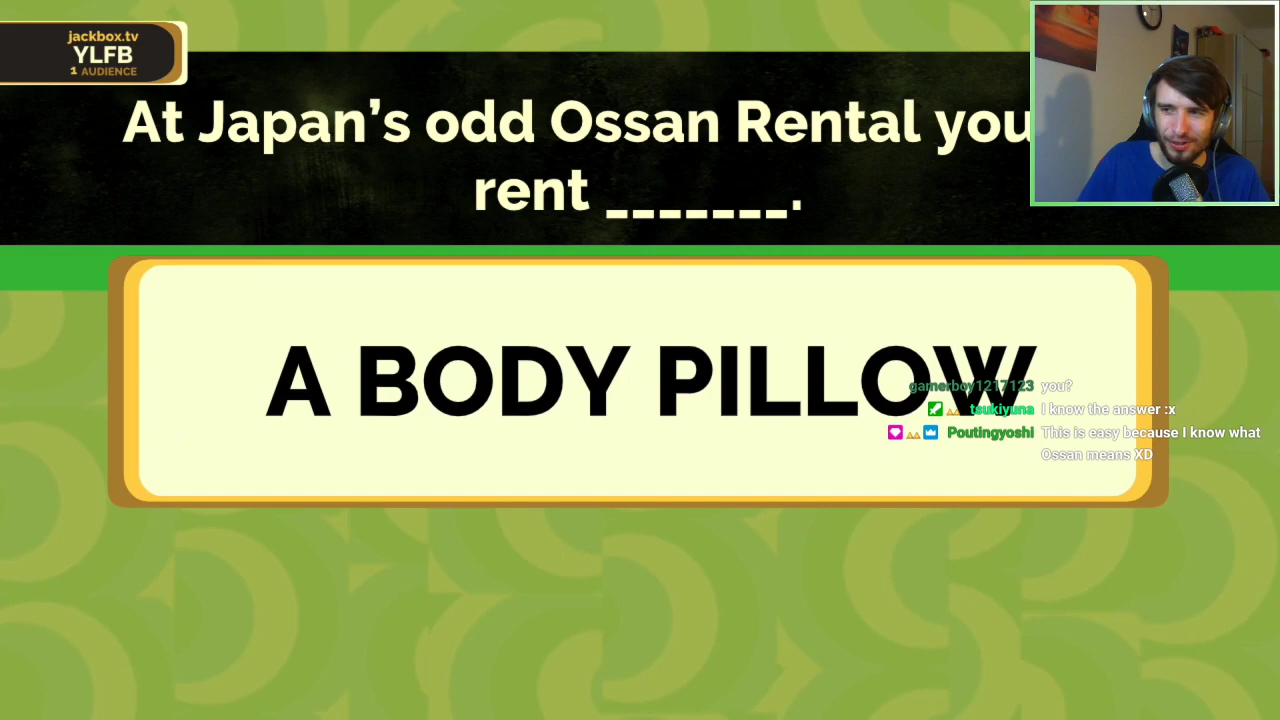 jackbox.tv
YLFB
1 AUDIENCE
At Japan's odd Ossan Rental you
rent _______.
A BODY PILLOW
gamerboy1217123 you?
tsukiyuna I know the answer :x
Poutingyoshi This is easy because I know what
Ossan means XD